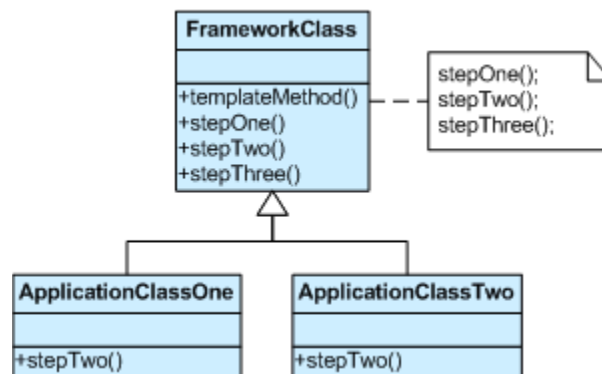 FrameworkClass
+templateMethod()
+stepOne()
+stepTwo()
+stepThree()
stepOne();
stepTwo();
stepThree();
ApplicationClassOne
+stepTwo()
ApplicationClassTwo
+stepTwo()